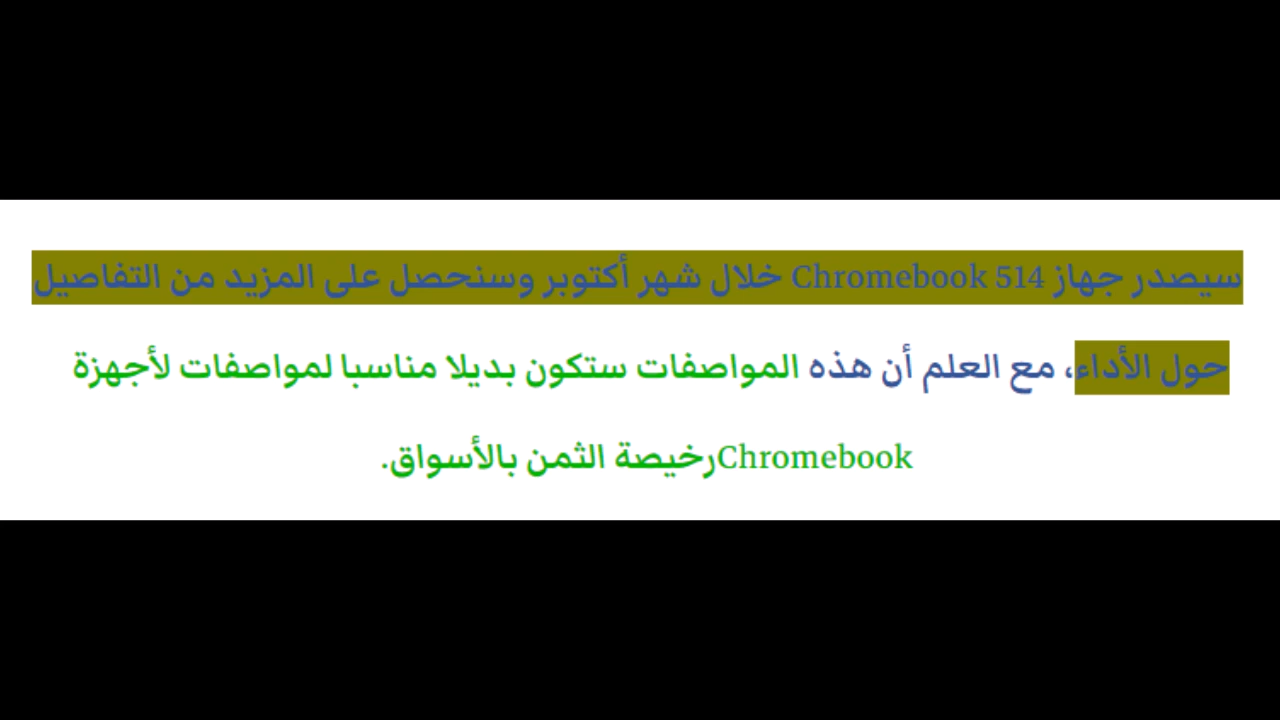 سيصدر جهاز Chromebook 514 خلال شهر أكتوبر وسنحصل على المزيد من التفاصيل
حول الأداء، مع العلم أن هذه المواصفات ستكون بديلا مناسبا لمواصفات لأجهزة
Chromebookرخيصة الثمن بالأسواق.